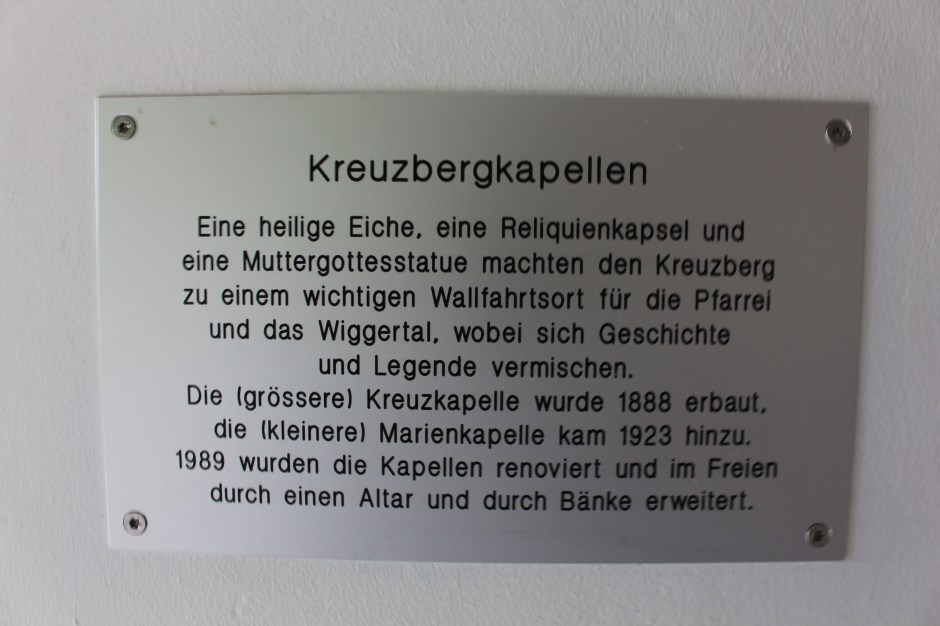 Kreuzbergkapellen
Eine heilige Eiche, eine Reliquienkapsel und
eine Muttergottesstatue machten den Kreuzberg
zu einem wichtigen Wallfahrtsort für die Pfarrei
und das Wiggertal, wobei sich Geschichte
und Legende vermischen.
Die (grössere) Kreuzkapelle wurde 1888 erbaut,
die (kleinere) Marienkapelle kam 1923 hinzu.
1989 wurden die Kapellen renoviert und im Freien
durch einen Altar und durch Bänke erweitert.